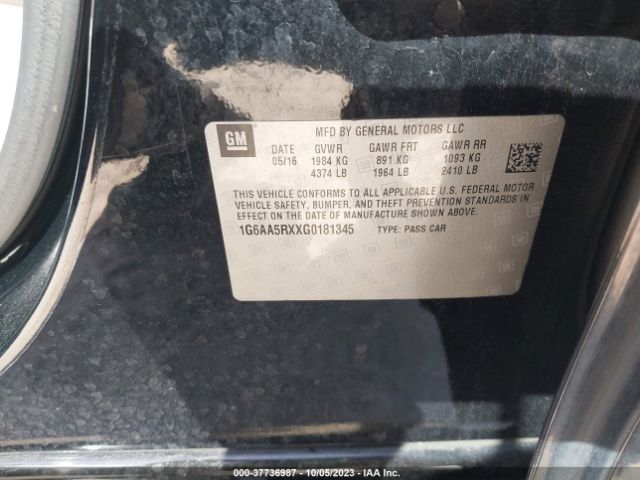 GM
MFD BY GENERAL MOTORS LLC
DATE GVWR GAWR FRT GAWR RR
05/16 1984 KG 891 KG 1093 KG
4374 LB 1964 LB 2410 LB
THIS VEHICLE CONFORMS TO ALL APPLICABLE U.S. FEDERAL MOTOR
VEHICLE SAFETY, BUMPER, AND THEFT PREVENTION STANDARDS IN
EFFECT ON THE DATE OF MANUFACTURE SHOWN ABOVE.
1G6AA5RXXG0181345 TYPE: PASS CAR
000-37736987 - 10/05/2023 - IAA Inc.